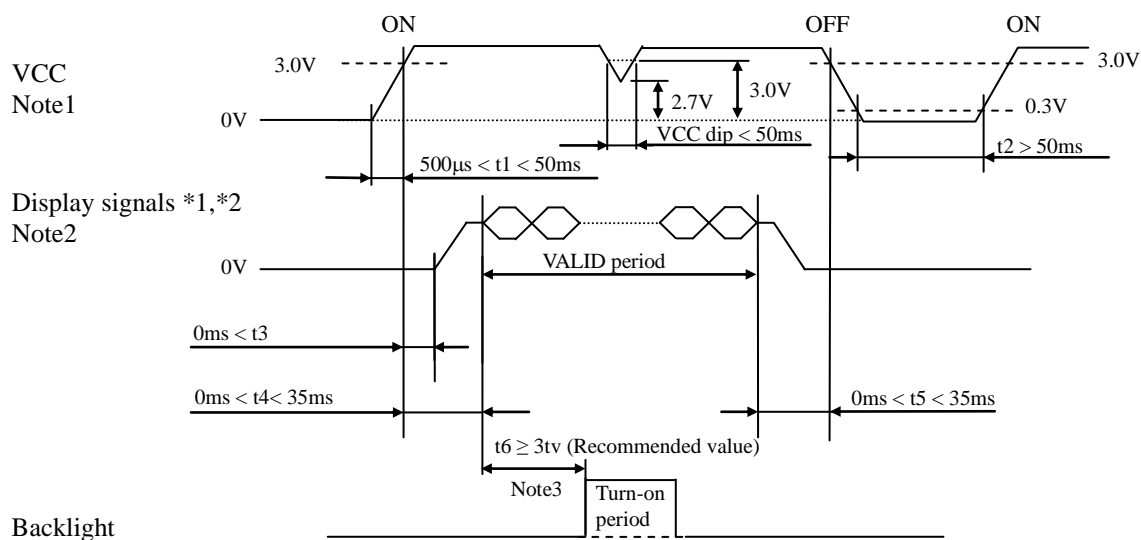 ON OFF ON
VCC
Note1
3.0V
3.0V
2.7V
3.0V
0.3V
0V
VCC dip < 50ms
t2 > 50ms
500μs < t1 < 50ms
Display signals *1,*2
Note2
0V
VALID period
0ms < t3
0ms < t4< 35ms
0ms < t5 < 35ms
t6 ≥ 3tv (Recommended value)
Note3
Turn-on
period
Backlight